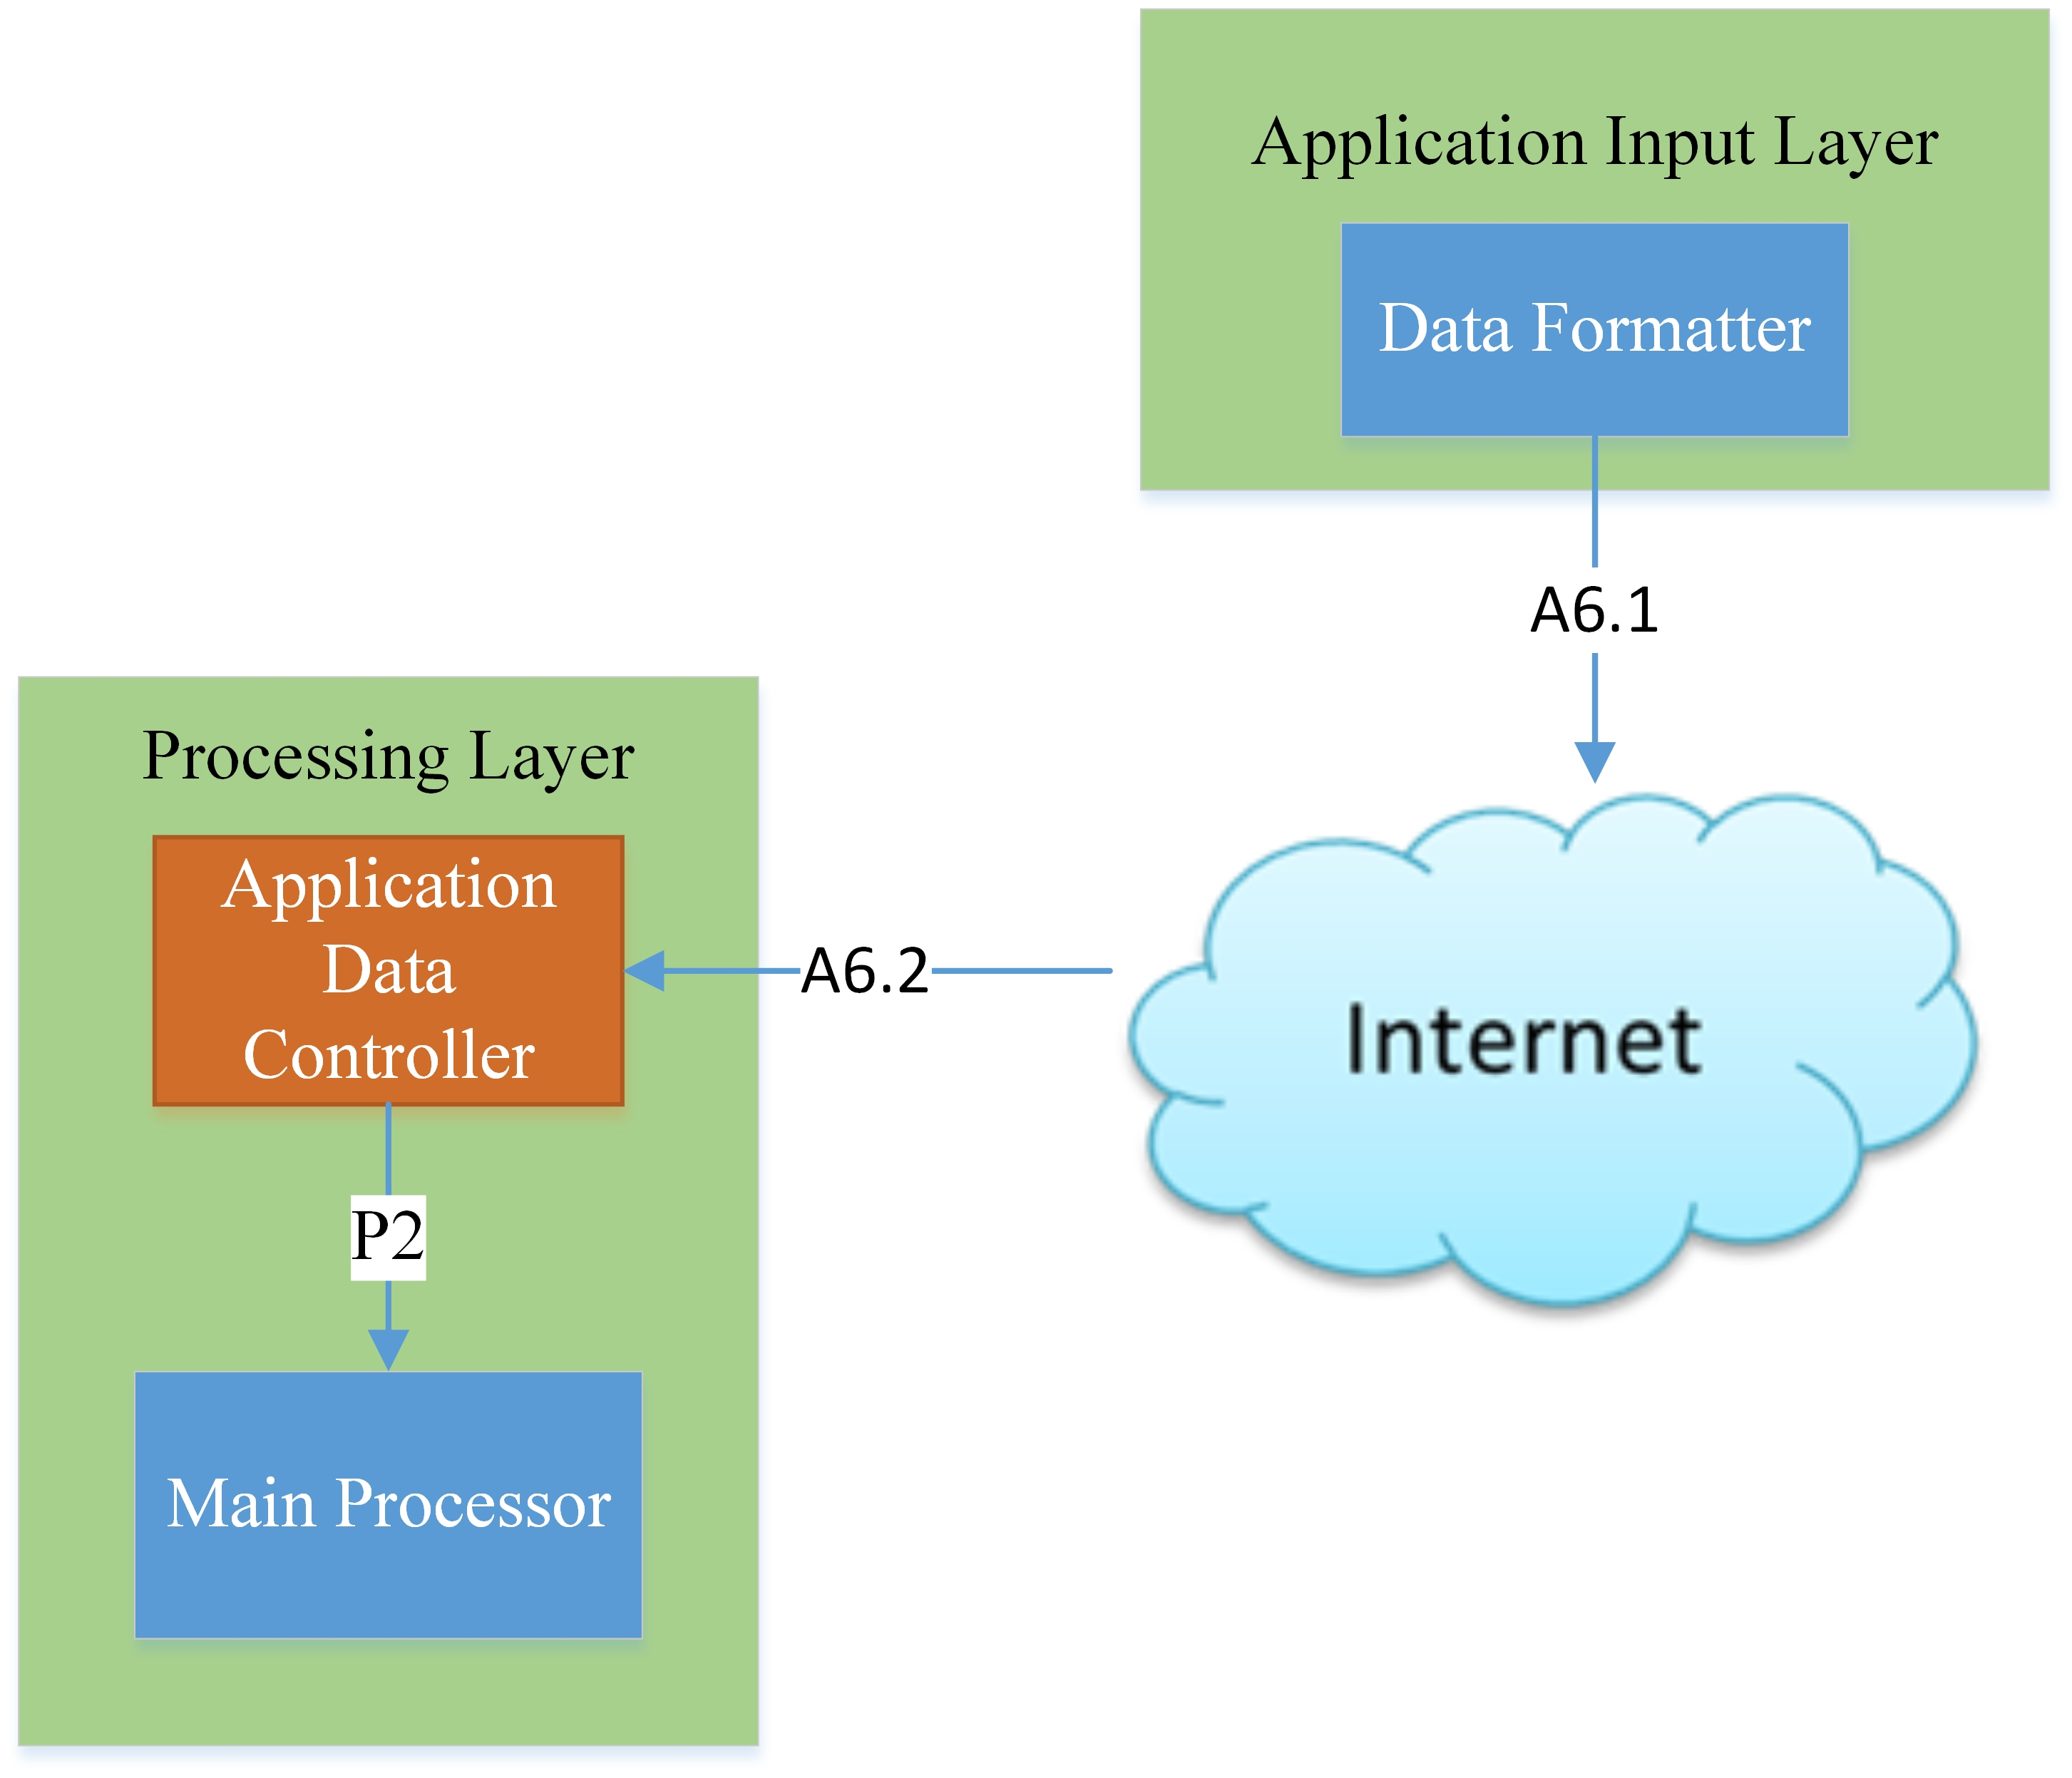 Application Input Layer
Data Formatter
A6.1
Processing Layer
Application
Data
Controller
A6.2
Internet
P2
Main Processor